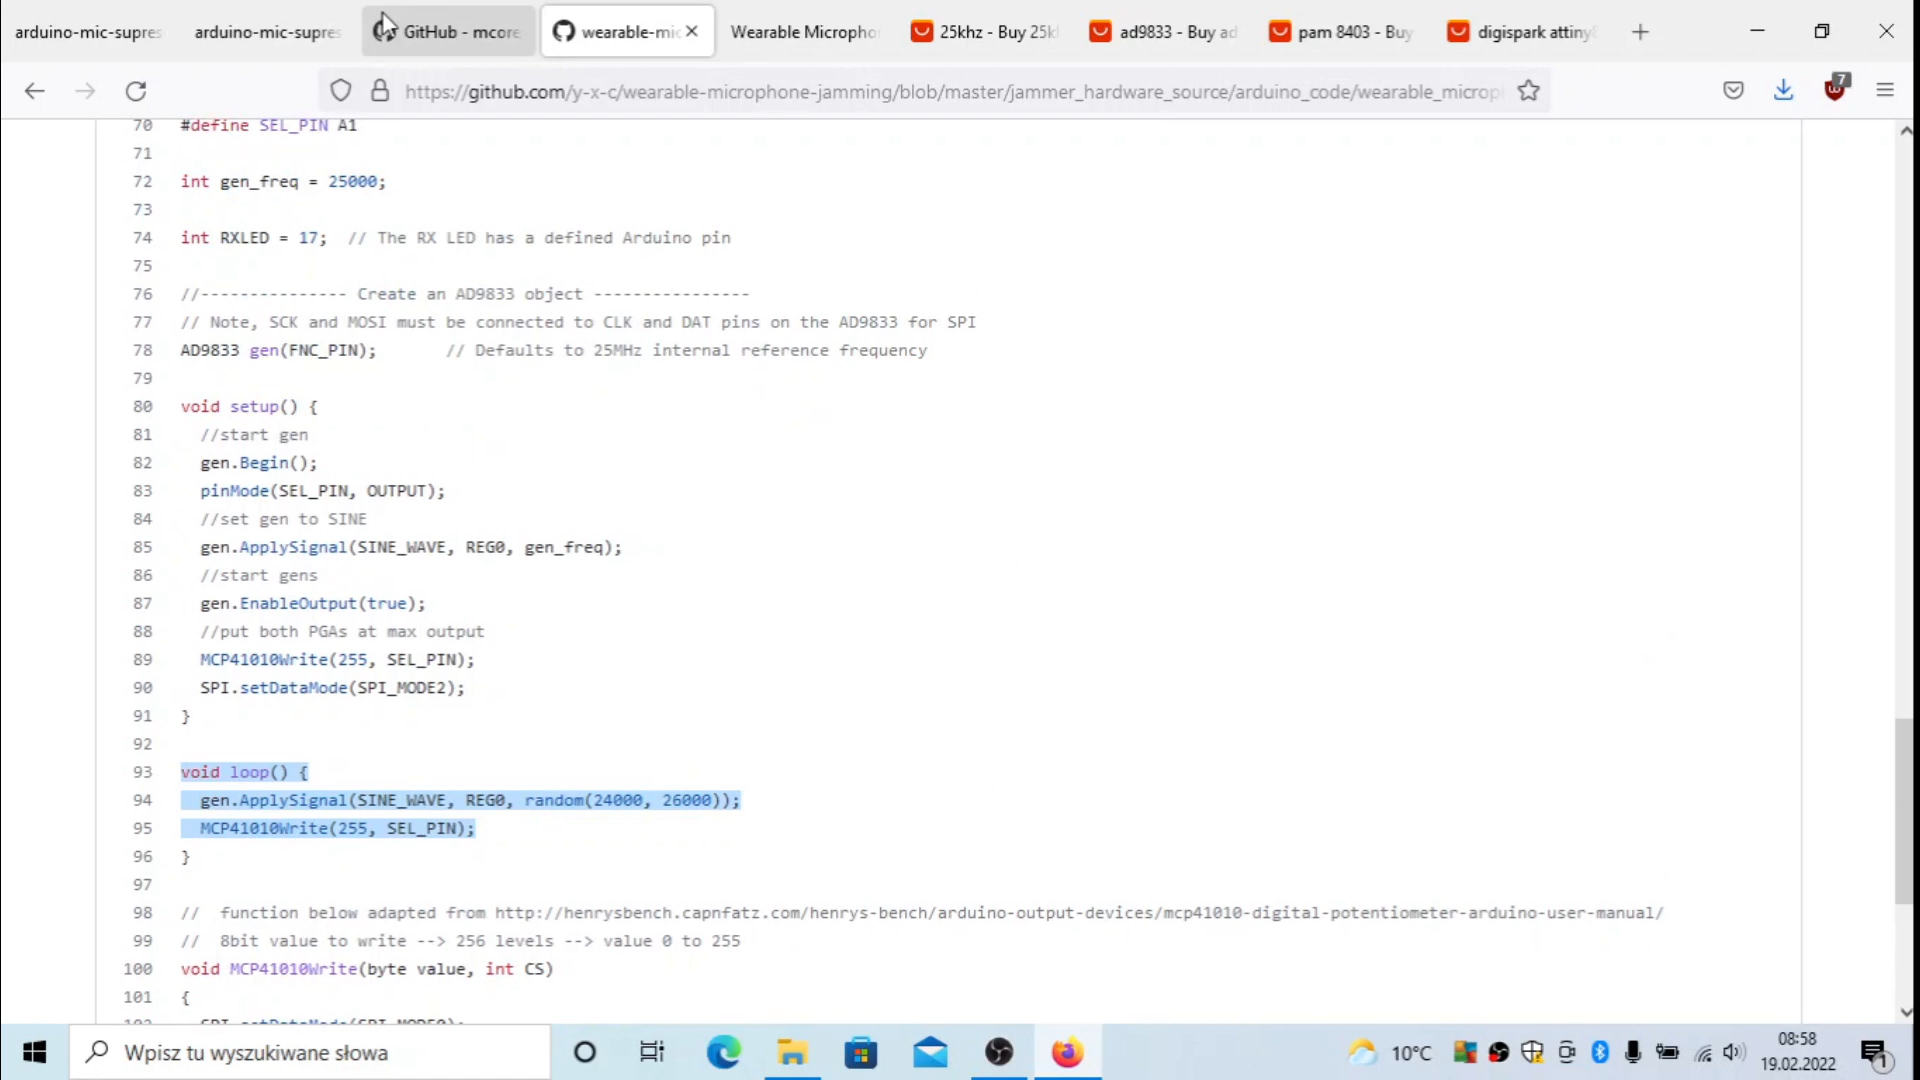 arduino-mic-supres
arduino-mic-supres
GitHub - mcore
wearable-mic
Wearable Micropho
25khz - Buy 25k
ad9833 - Buy ad
pam 8403 - Buy
digispark attiny8
https://github.com/y-x-c/wearable-microphone-jamming/blob/master/jammer_hardware_source/arduino_code/wearable_microp
7
70 #define SEL_PIN A1
71
72 int gen_freq = 25000;
73
74 int RXLED = 17; // The RX LED has a defined Arduino pin
75
76 //--------------- Create an AD9833 object ----------------
77 // Note, SCK and MOSI must be connected to CLK and DAT pins on the AD9833 for SPI
78 AD9833 gen(FNC_PIN); // Defaults to 25MHz internal reference frequency
79
80 void setup() {
81 //start gen
82 gen.Begin();
83 pinMode(SEL_PIN, OUTPUT);
84 //set gen to SINE
85 gen.ApplySignal(SINE_WAVE, REG0, gen_freq);
86 //start gens
87 gen.EnableOutput(true);
88 //put both PGAs at max output
89 MCP41010Write(255, SEL_PIN);
90 SPI.setDataMode(SPI_MODE2);
91 }
92
93 void loop() {
94 gen.ApplySignal(SINE_WAVE, REG0, random(24000, 26000));
95 MCP41010Write(255, SEL_PIN);
96 }
97
98 // function below adapted from http://henrysbench.capnfatz.com/henrys-bench/arduino-output-devices/mcp41010-digital-potentiometer-arduino-user-manual/
99 // 8bit value to write --> 256 levels --> value 0 to 255
100 void MCP41010Write(byte value, int CS)
101 {
Wpisz tu wyszukiwane słowa
10°C
08:58
19.02.2022
1